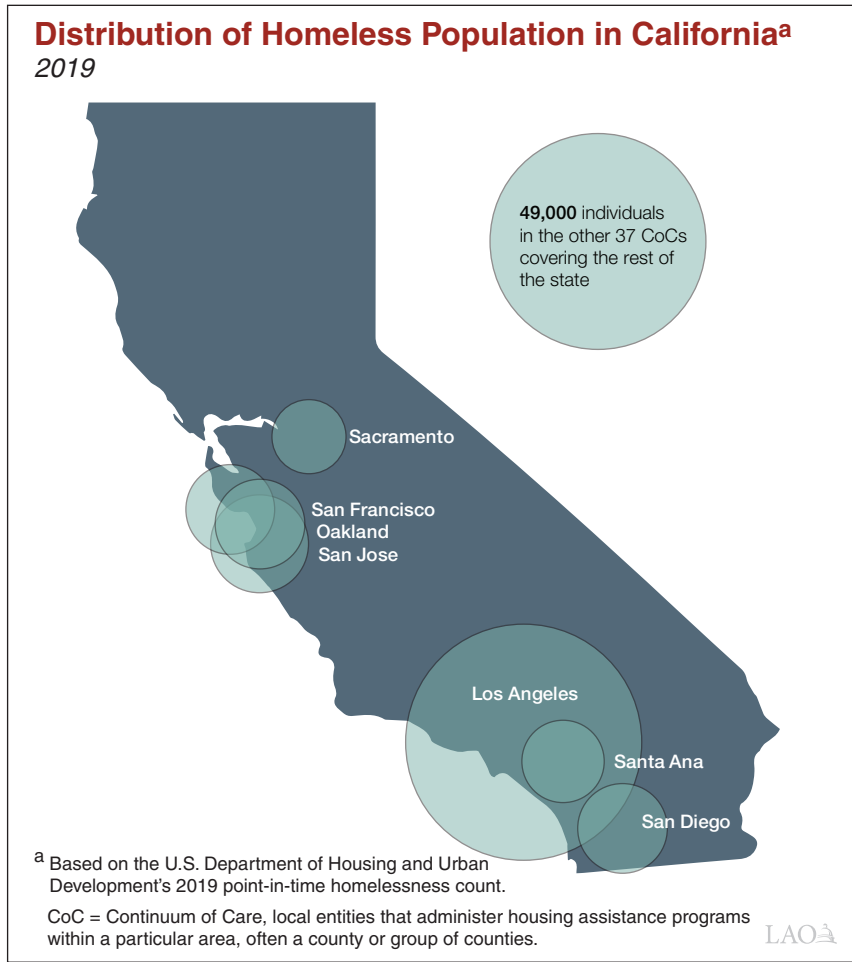 Distribution of Homeless Population in Californiaª
2019
49,000 individuals
in the other 37 CoCs
covering the rest of
the state
Sacramento
San Francisco
Oakland
San Jose
Los Angeles
Santa Ana
San Diego
a Based on the U.S. Department of Housing and Urban
Development's 2019 point-in-time homelessness count.
CoC = Continuum of Care, local entities that administer housing assistance programs
within a particular area, often a county or group of counties.
LAO